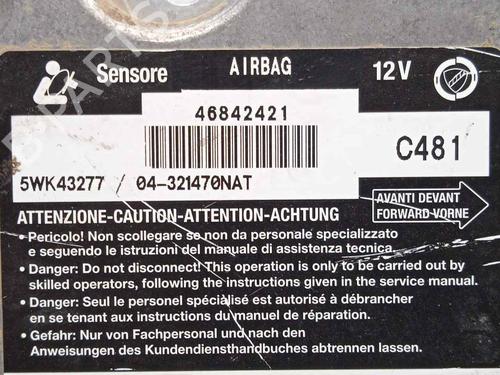 Sensore AIRBAG 12V
46842421
C481
5WK43277 / 04-321470NAT
AVANTI DEVANT
FORWARD VORNE
ATTENZIONE-CAUTION-ATTENTION-ACHTUNG
• Pericolo! Non scollegare se non da personale specializzato
e seguendo le istruzioni del manuale di assistenza tecnica.
• Danger: Do not disconnect! This operation is only to be carried out by
skilled operators, following the instructions given in the service manual.
• Danger: Seul le personel spécialisé est autorisé à débrancher
en se tenant aux instructions du manuel de réparation.
• Gefahr: Nur von Fachpersonal und nach den
Anweisungen des Kundendiensthandbuches abtrennen lassen.